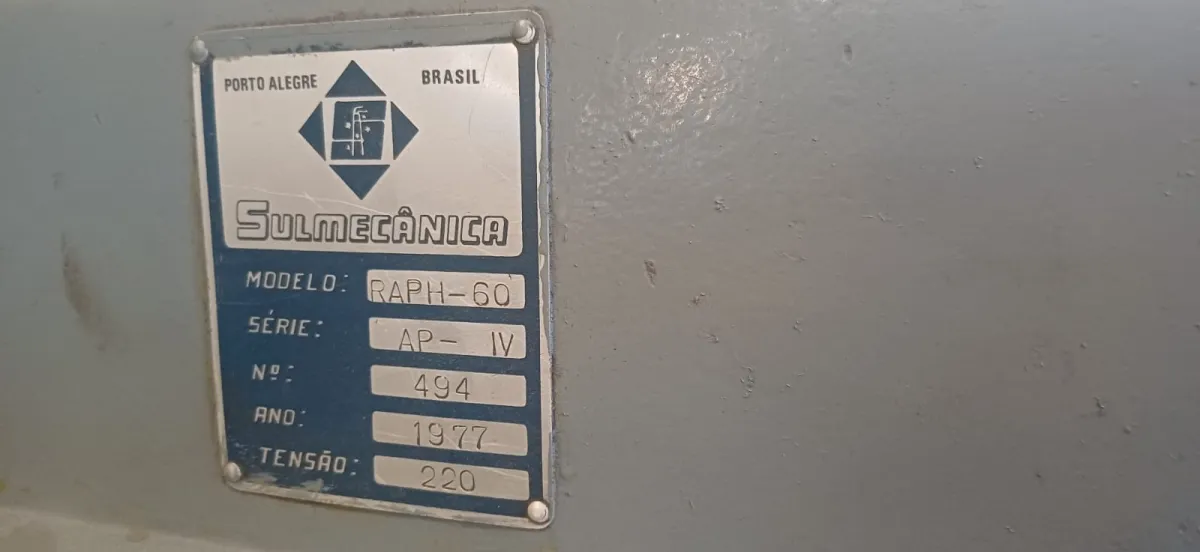 PORTO ALEGRE BRASIL
SULMECÂNICA
MODELO: RAPH-60
SÉRIE: AP- IV
Nº: 494
ANO: 1977
TENSÃO: 220